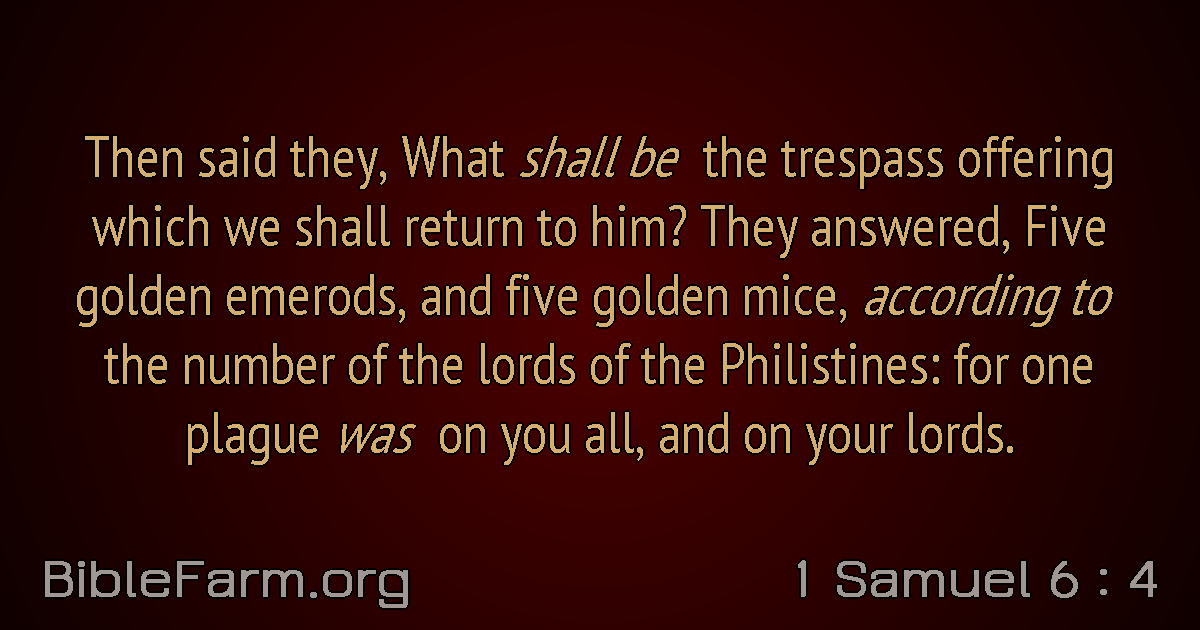 Then said they, What shall be the trespass offering
which we shall return to him? They answered, Five
golden emerods, and five golden mice, according to
the number of the lords of the Philistines: for one
plague was on you all, and on your lords.
BibleFarm.org
1 Samuel 6 : 4